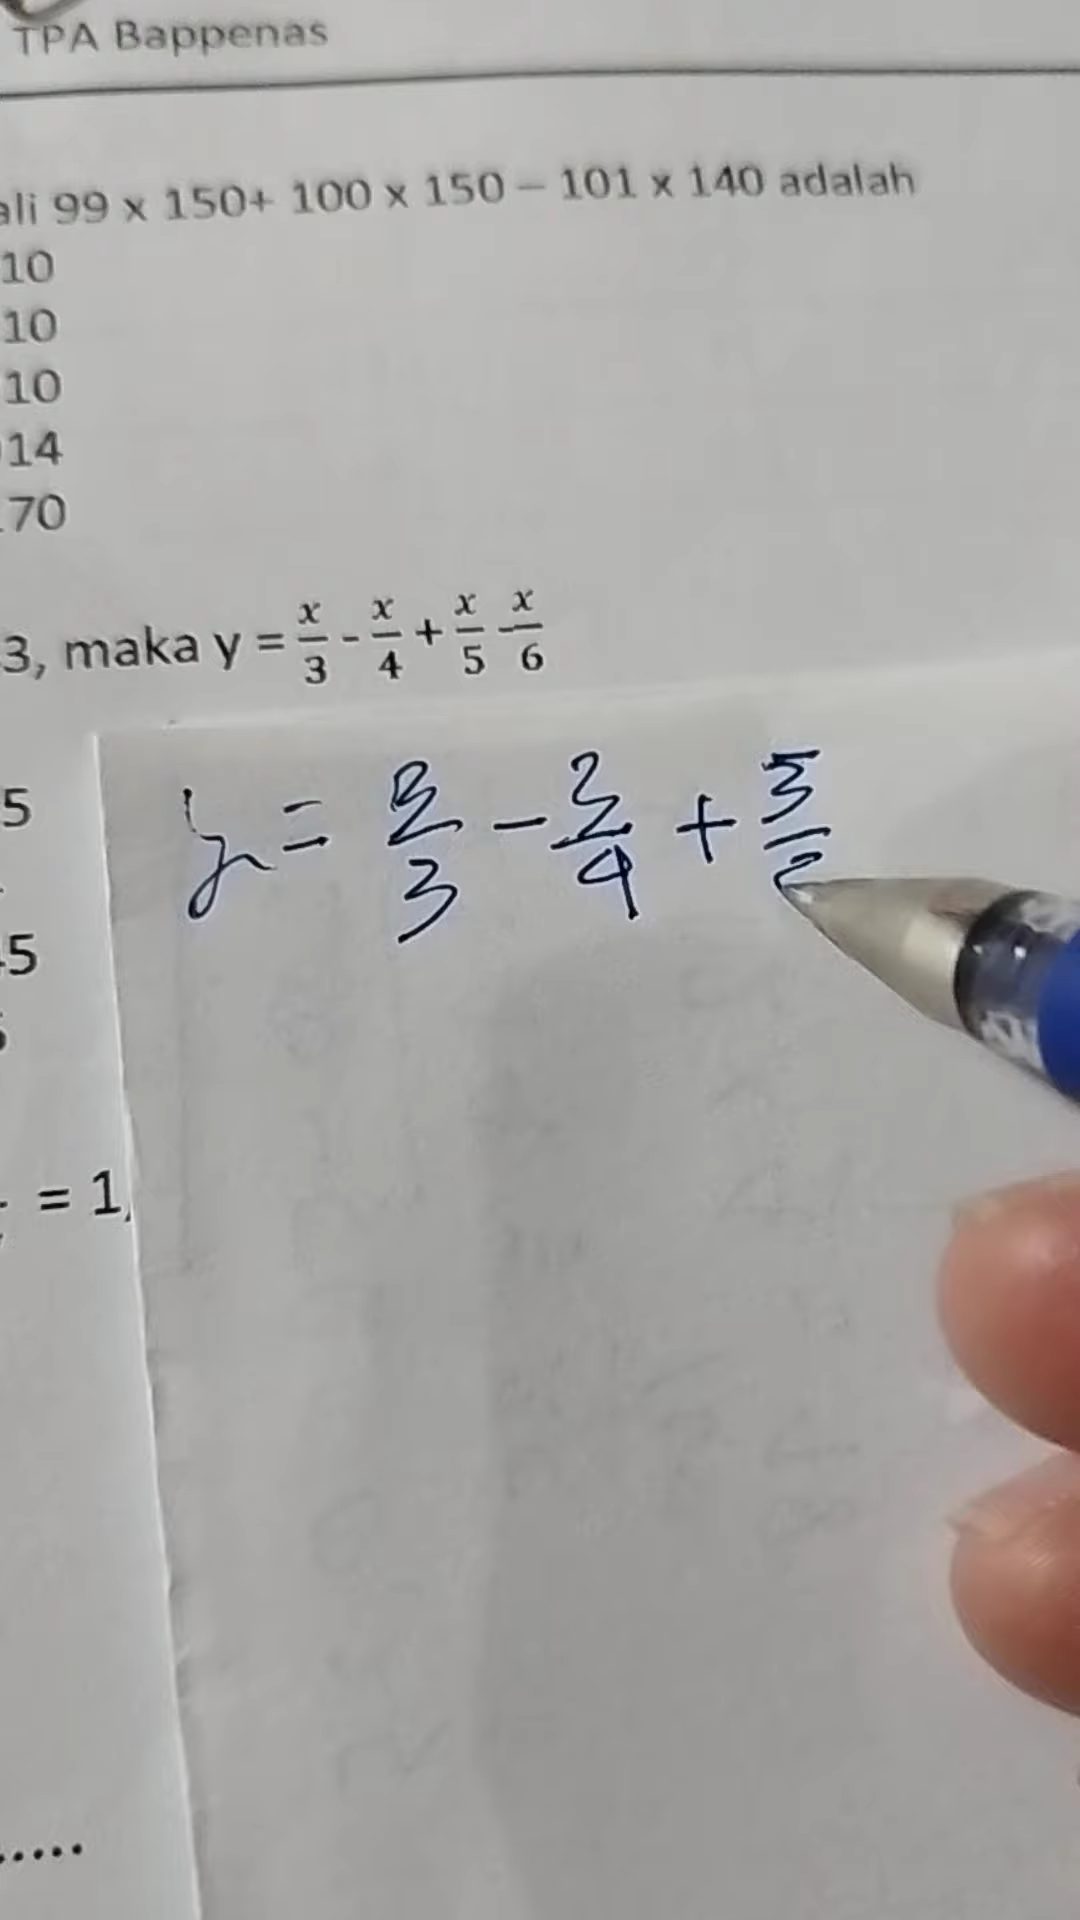 TPA Bappenas
ali 99 x 150+ 100 x 150 – 101 x 140 adalah
10
10
10
14
70
3, maka y = x/3 - x/4 + x/5 - x/6
y = 3/3 - 3/4 + 3/
5
5
= 1,
.....